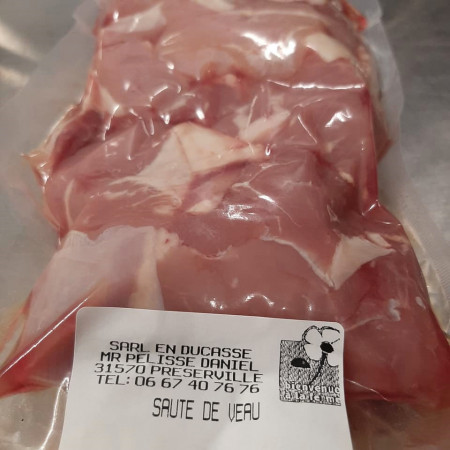 SARL EN DUCASSE
MR PELISSE DANIEL
31570 PRESERVILLE
TEL: 06 67 40 76 76
Bienvenue
à la ferme
SAUTE DE VEAU